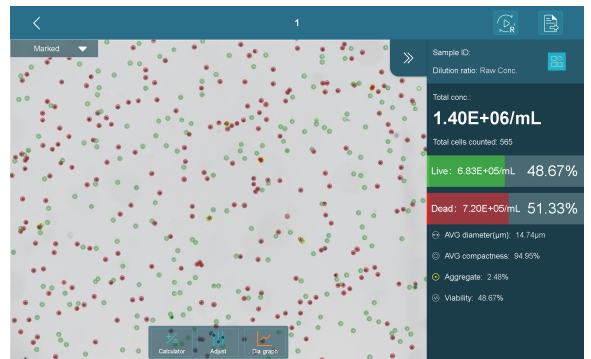 1
R
Marked
Sample ID:
Dilution ratio: Raw Conc.
Total conc.:
1.40E+06/mL
Total cells counted: 565
Live: 6.83E+05/mL 48.67%
Dead: 7.20E+05/mL 51.33%
AVG diameter(μm): 14.74μm
AVG compactness: 94.95%
Aggregate: 2.48%
Viability: 48.67%
Calculator Adjust Dia graph